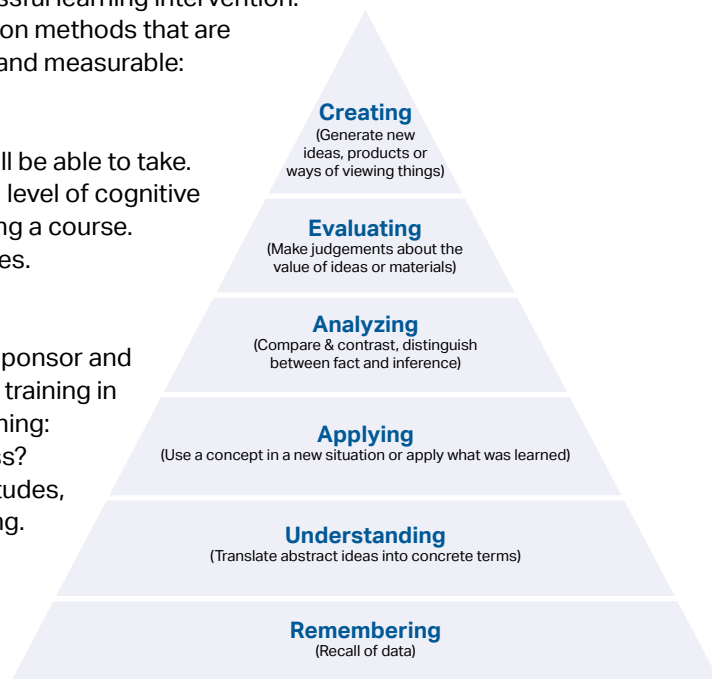 ssful learning intervention.
on methods that are
and measurable:
ll be able to take.
level of cognitive
ng a course.
es.
ponsor and
training in
ning:
s?
tudes,
ng.
Creating
(Generate new
ideas, products or
ways of viewing things)
Evaluating
(Make judgements about the
value of ideas or materials)
Analyzing
(Compare & contrast, distinguish
between fact and inference)
Applying
(Use a concept in a new situation or apply what was learned)
Understanding
(Translate abstract ideas into concrete terms)
Remembering
(Recall of data)